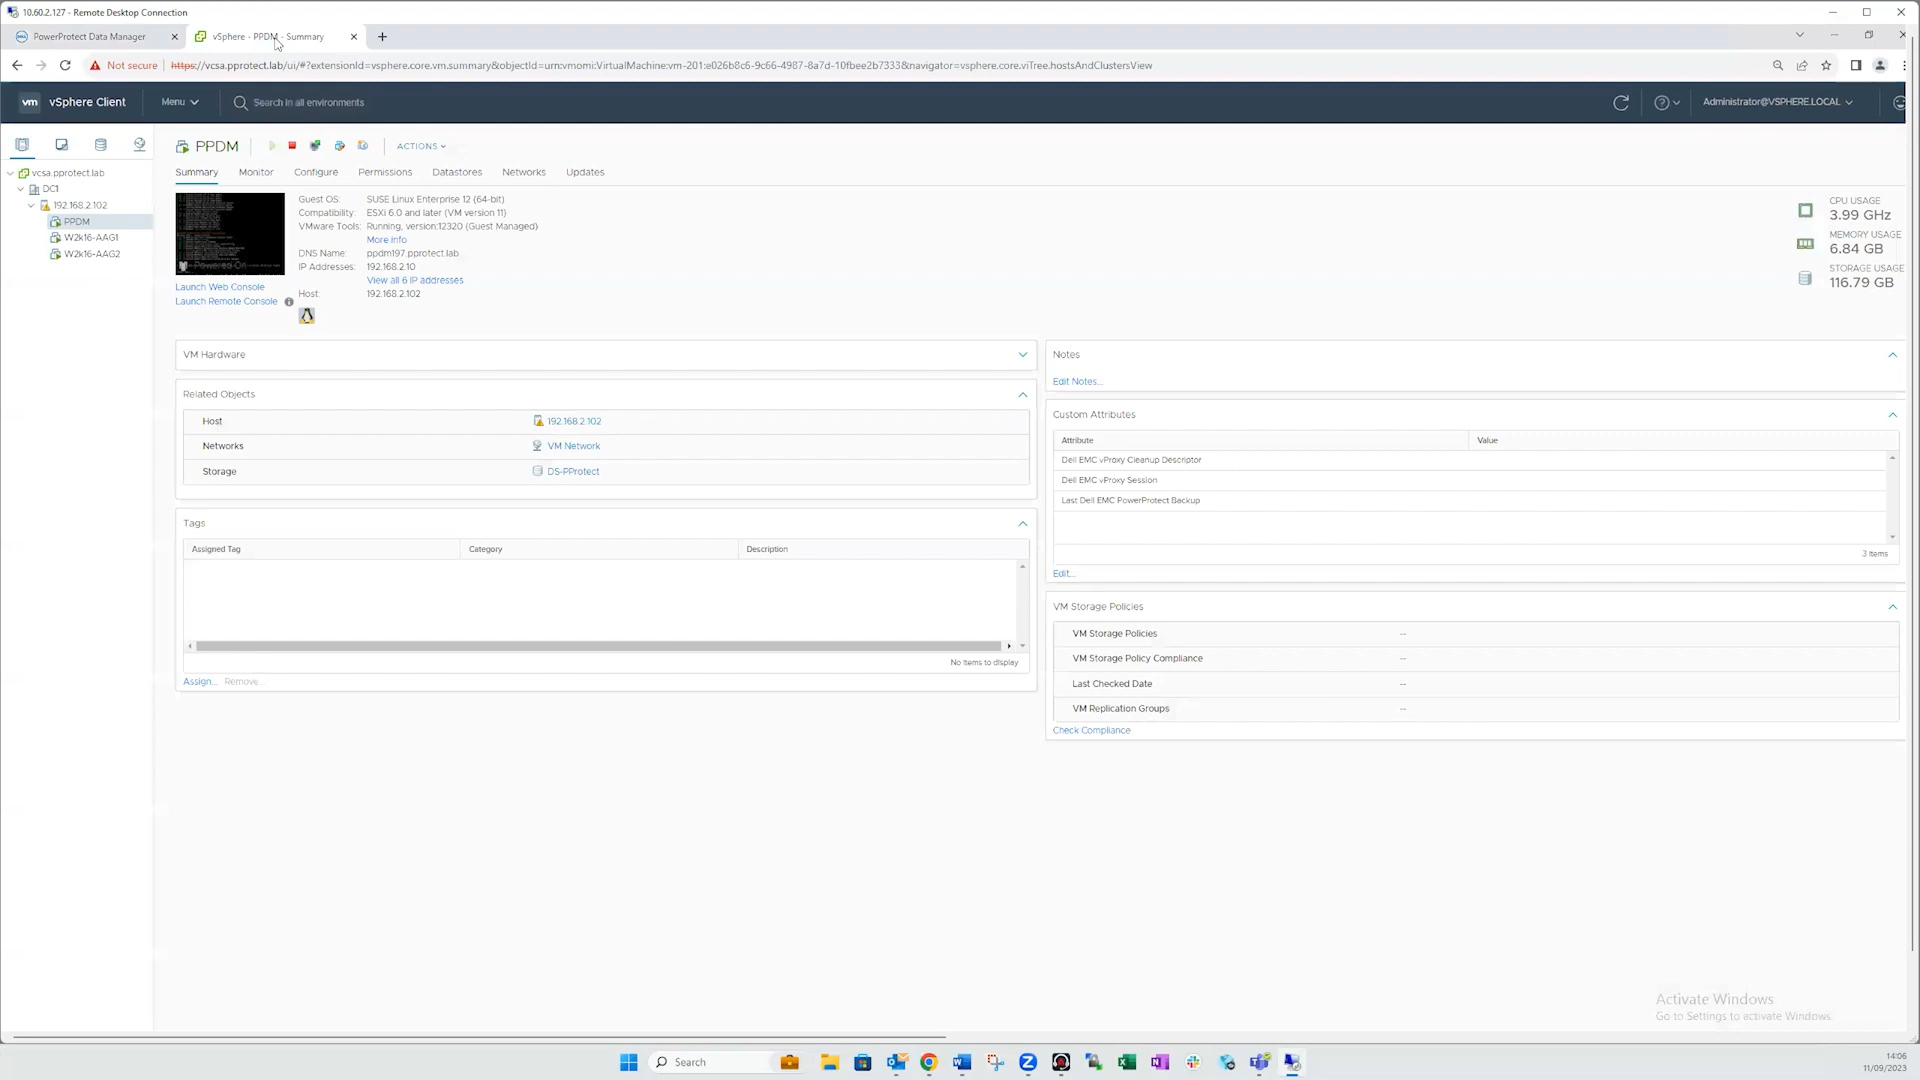 10.60.2.127 - Remote Desktop Connection
PowerProtect Data Manager
vSphere - PPDM - Summary
Not secure
https://vcsa.pprotect.lab/ui/#?extensionId=vsphere.core.vm.summary&objectId=urn:vmomi:VirtualMachine:vm-201:e026b8c6-9c66-4987-8a7d-10fbee2b7333&navigator=vsphere.core.viTree.hostsAndClustersView
vm vSphere Client
Menu
Search in all environments
Administrator@VSPHERE.LOCAL
vcsa.pprotect.lab
DC1
192.168.2.102
PPDM
W2k16-AAG1
W2k16-AAG2
PPDM
ACTIONS
Summary Monitor Configure Permissions Datastores Networks Updates
Powered On
Launch Web Console
Launch Remote Console
Guest OS: SUSE Linux Enterprise 12 (64-bit)
Compatibility: ESXi 6.0 and later (VM version 11)
VMware Tools: Running, version:12320 (Guest Managed)
More info
DNS Name: ppdm197.pprotect.lab
IP Addresses: 192.168.2.10
View all 6 IP addresses
Host: 192.168.2.102
CPU USAGE
3.99 GHz
MEMORY USAGE
6.84 GB
STORAGE USAGE
116.79 GB
VM Hardware
Related Objects
Host 192.168.2.102
Networks VM Network
Storage DS-PProtect
Tags
Assigned Tag Category Description
No items to display
Assign... Remove...
Notes
Edit Notes...
Custom Attributes
Attribute Value
Dell EMC vProxy Cleanup Descriptor
Dell EMC vProxy Session
Last Dell EMC PowerProtect Backup
3 items
Edit...
VM Storage Policies
VM Storage Policies --
VM Storage Policy Compliance --
Last Checked Date --
VM Replication Groups --
Check Compliance
Activate Windows
Go to Settings to activate Windows.
Search
14:06
11/09/2023